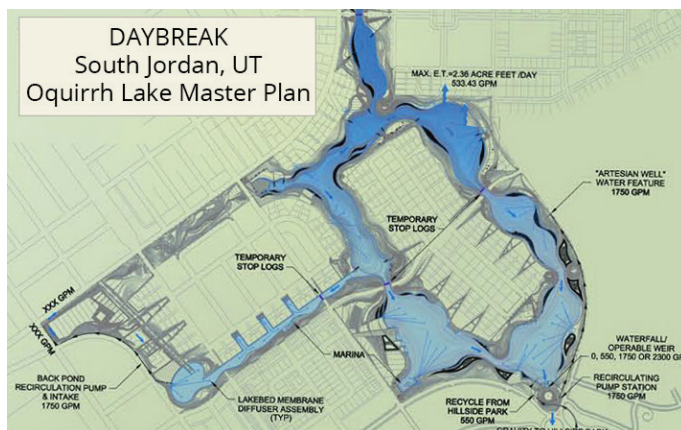 DAYBREAK
South Jordan, UT
Oquirrh Lake Master Plan
MAX. E.T.=2.36 ACRE FEET /DAY
533.43 GPM
"ARTESIAN WELL"
WATER FEATURE
1750 GPM
TEMPORARY
STOP LOGS
TEMPORARY
STOP LOGS
XXX GPM
XXX GPM
MARINA
WATERFALL/
OPERABLE WEIR
0, 550, 1750 OR 2300 G
BACK POND
RECIRCULATION PUMP
& INTAKE
1750 GPM
LAKEBED MEMBRANE
DIFFUSER ASSEMBLY
(TYP)
RECYCLE FROM
HILLSIDE PARK
550 GPM
RECIRCULATING
PUMP STATION
1750 GPM